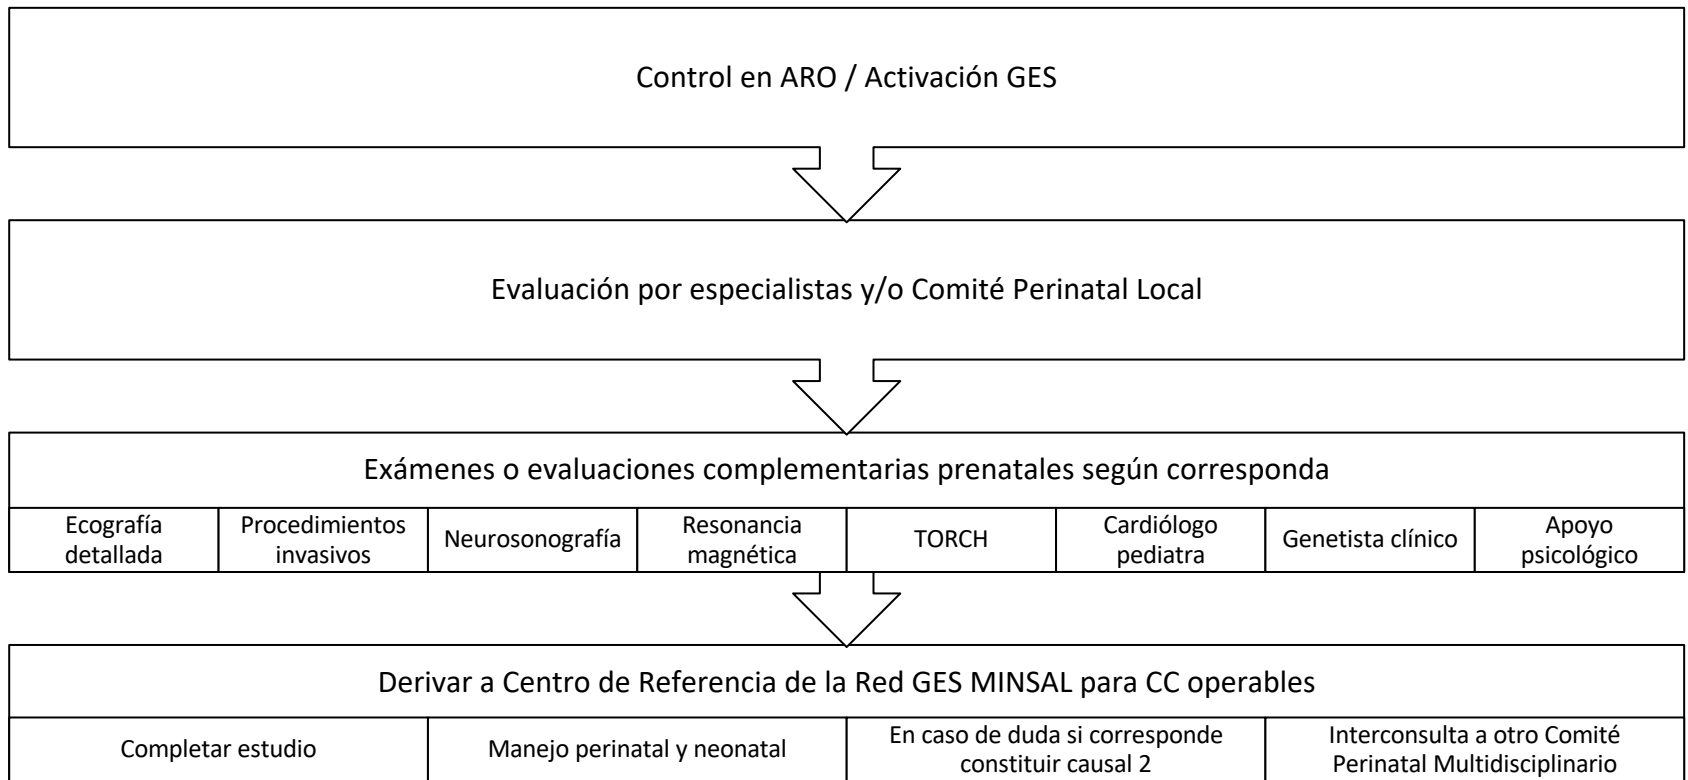 Control en ARO / Activación GES
Evaluación por especialistas y/o Comité Perinatal Local
Exámenes o evaluaciones complementarias prenatales según corresponda
Ecografía
detallada
Procedimientos
invasivos
Neurosonografía
Resonancia
magnética
TORCH
Cardiólogo
pediatra
Genetista clínico
Apoyo
psicológico
Derivar a Centro de Referencia de la Red GES MINSAL para CC operables
Completar estudio
Manejo perinatal y neonatal
En caso de duda si corresponde
constituir causal 2
Interconsulta a otro Comité
Perinatal Multidisciplinario